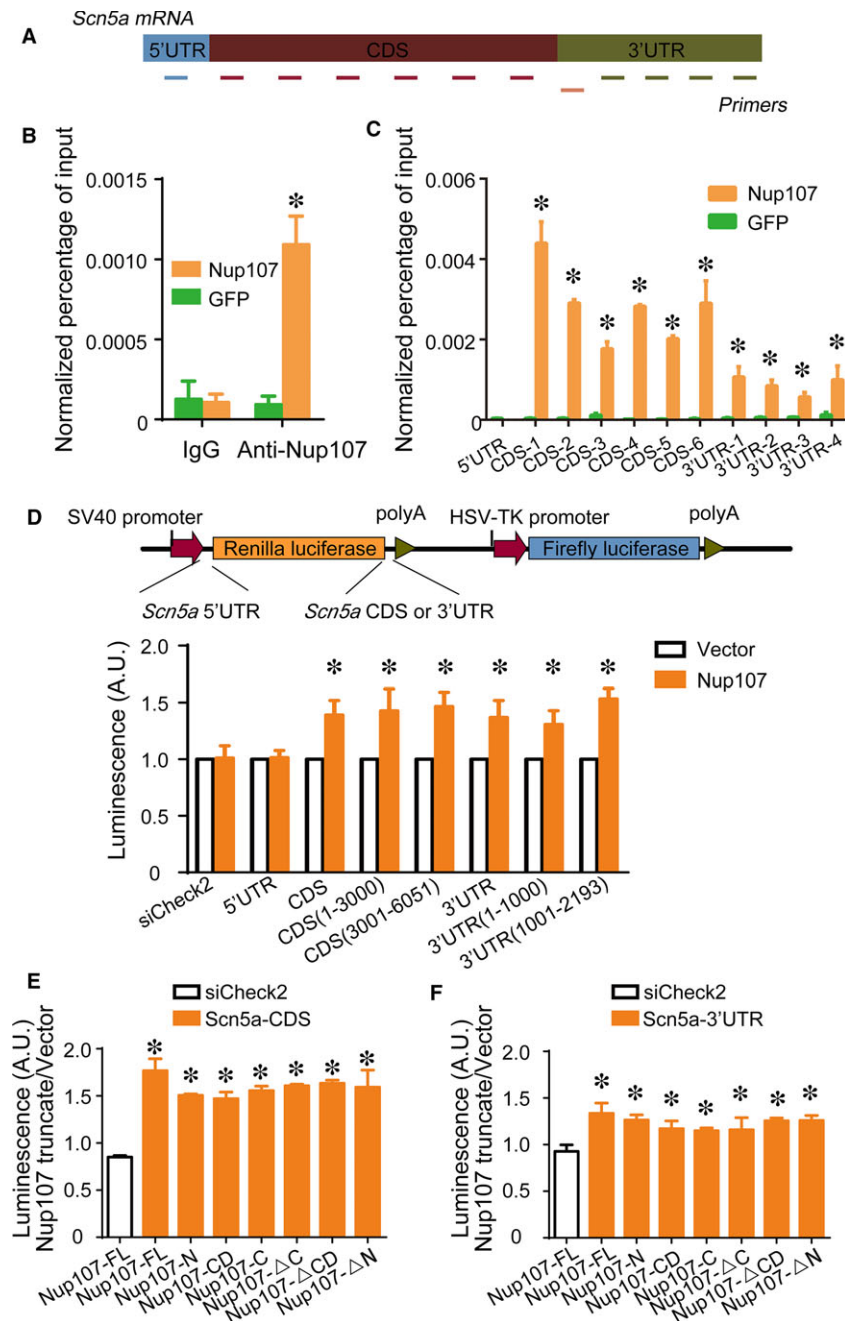 Scn5a mRNA
A
5'UTR CDS 3'UTR
Primers
B
Normalized percentage of input
0.0015
0.0010
0.0005
0
Nup107
GFP
IgG Anti-Nup107
*
C
Normalized percentage of input
0.006
0.004
0.002
0
Nup107
GFP
* * * * * * * * * *
5'UTR CDS-1 CDS-2 CDS-3 CDS-4 CDS-5 CDS-6 3'UTR-1 3'UTR-2 3'UTR-3 3'UTR-4
D
SV40 promoter polyA HSV-TK promoter polyA
Renilla luciferase Firefly luciferase
Scn5a 5'UTR Scn5a CDS or 3'UTR
Luminescence (A.U.)
2.0
1.5
1.0
0.5
0
Vector
Nup107
* * * * * *
siCheck2 5'UTR CDS CDS(1-3000) CDS(3001-6051) 3'UTR 3'UTR(1-1000) 3'UTR(1001-2193)
E
siCheck2
Scn5a-CDS
Luminescence (A.U.)
Nup107 truncate/Vector
2.0
1.5
1.0
0.5
0
* * * * * * *
Nup107-FL Nup107-FL Nup107-N Nup107-CD Nup107-C Nup107-△C Nup107-△CD Nup107-△N
F
siCheck2
Scn5a-3'UTR
Luminescence (A.U.)
Nup107 truncate/Vector
2.0
1.5
1.0
0.5
0
* * * * * * *
Nup107-FL Nup107-FL Nup107-N Nup107-CD Nup107-C Nup107-△C Nup107-△CD Nup107-△N